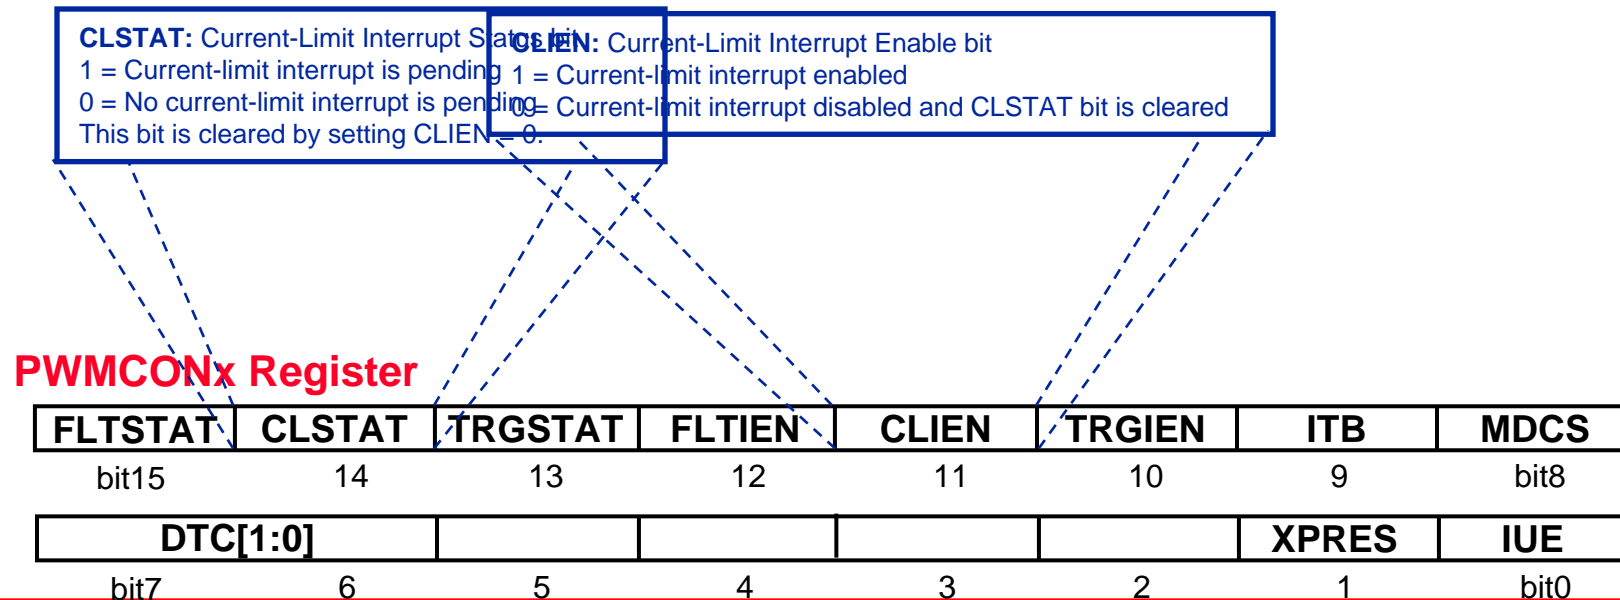 CLSTAT: Current-Limit Interrupt Status bit
1 = Current-limit interrupt is pending
0 = No current-limit interrupt is pending
This bit is cleared by setting CLIEN = 0.
CLIEN: Current-Limit Interrupt Enable bit
1 = Current-limit interrupt enabled
0 = Current-limit interrupt disabled and CLSTAT bit is cleared
PWMCONx Register
FLTSTAT CLSTAT TRGSTAT FLTIEN CLIEN TRGIEN ITB MDCS
bit15 14 13 12 11 10 9 bit8
DTC[1:0] XPRES IUE
bit7 6 5 4 3 2 1 bit0